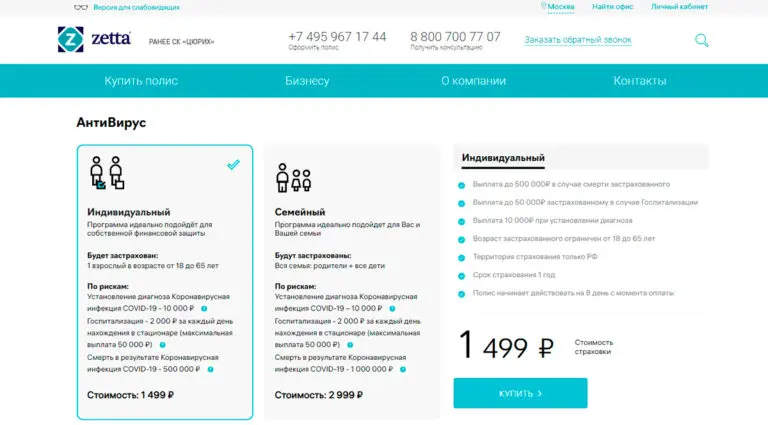 Версия для слабовидящих
Москва
Найти офис
Личный кабинет
Z zetta
РАНЕЕ СК «ЦЮРИХ»
+7 495 967 17 44
Оформить полис
8 800 700 77 07
Получить консультацию
Заказать обратный звонок
Купить полис
Бизнесу
О компании
Контакты
АнтиВирус
Индивидуальный
Программа идеально подойдёт для
собственной финансовой защиты
Будет застрахован:
1 взрослый в возрасте от 18 до 65 лет
По рискам:
Установление диагноза Коронавирусная
инфекция COVID-19 - 10 000 ₽
Госпитализация - 2 000 ₽ за каждый день
нахождения в стационаре (максимальная
выплата 50 000 ₽)
Смерть в результате Коронавирусная
инфекция COVID-19 - 500 000 ₽
Стоимость: 1 499 ₽
Семейный
Программа идеально подойдет для Вас и
Вашей семьи
Будут застрахованы:
Вся семья: родители + все дети
По рискам:
Установление диагноза Коронавирусная
инфекция COVID-19 – 10 000 ₽
Госпитализация - 2 000 ₽ за каждый день
нахождения в стационаре (максимальная
выплата 50 000 ₽)
Смерть в результате Коронавирусная
инфекция COVID-19 - 1 000 000 ₽
Стоимость: 2 999 ₽
Индивидуальный
Выплата до 500 000₽ в случае смерти застрахованного
Выплата до 50 000₽ застрахованному в случае Госпитализации
Выплата 10 000₽ при установлении диагноза
Возраст застрахованного ограничен от 18 до 65 лет
Территория страхования только РФ
Срок страхования 1 год
Полис начинает действовать на 8 день с момента оплаты
1 499 ₽
Стоимость
страховки
КУПИТЬ